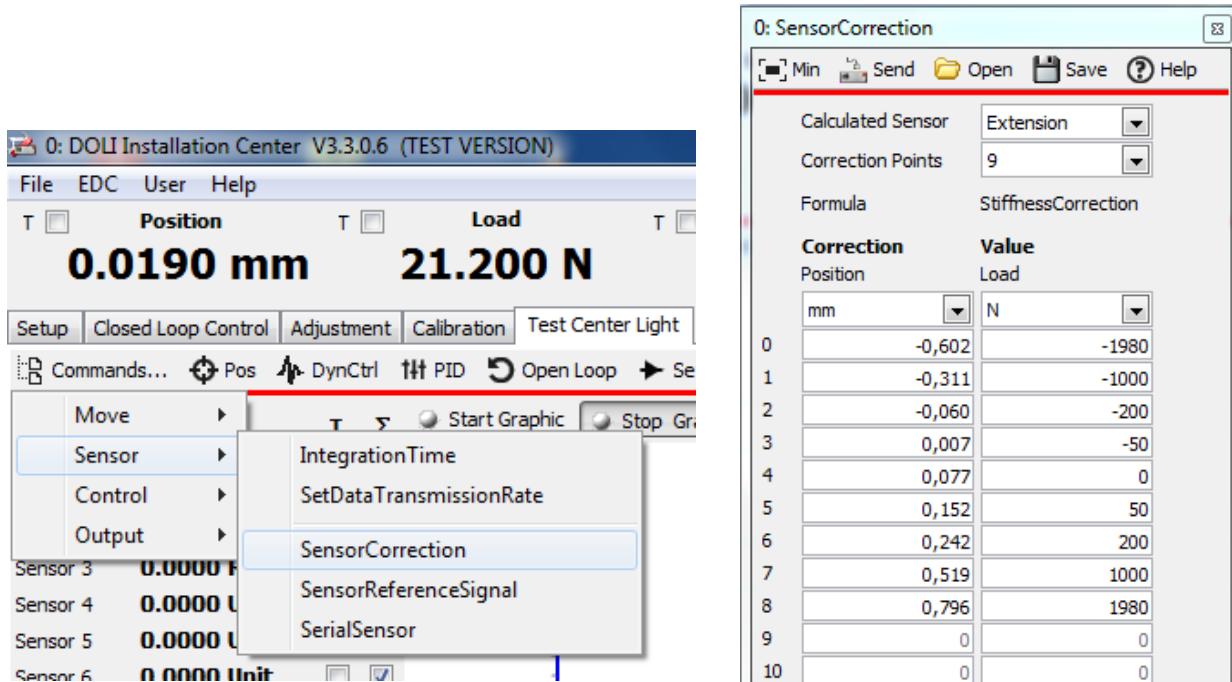 0: DOLI Installation Center V3.3.0.6 (TEST VERSION)
File EDC User Help
T Position T Load T
0.0190 mm 21.200 N
Setup Closed Loop Control Adjustment Calibration Test Center Light
Commands... Pos DynCtrl PID Open Loop Se
T Σ Start Graphic Stop Gra
Move
Sensor
Control
Output
IntegrationTime
SetDataTransmissionRate
SensorCorrection
SensorReferenceSignal
SerialSensor
Sensor 3 0.0000
Sensor 4 0.0000
Sensor 5 0.0000
Sensor 6 0.0000 Unit
0: SensorCorrection
Min Send Open Save Help
Calculated Sensor Extension
Correction Points 9
Formula StiffnessCorrection
Correction Value
Position Load
mm N
0 -0,602 -1980
1 -0,311 -1000
2 -0,060 -200
3 0,007 -50
4 0,077 0
5 0,152 50
6 0,242 200
7 0,519 1000
8 0,796 1980
9 0 0
10 0 0